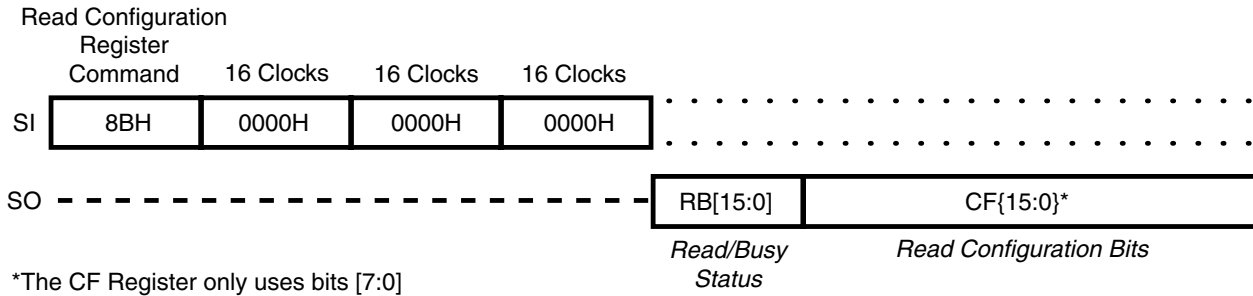 Read Configuration
Register
Command
16 Clocks
16 Clocks
16 Clocks
SI
8BH
0000H
0000H
0000H
SO
RB[15:0]
CF{15:0}*
Read/Busy
Status
Read Configuration Bits
*The CF Register only uses bits [7:0]